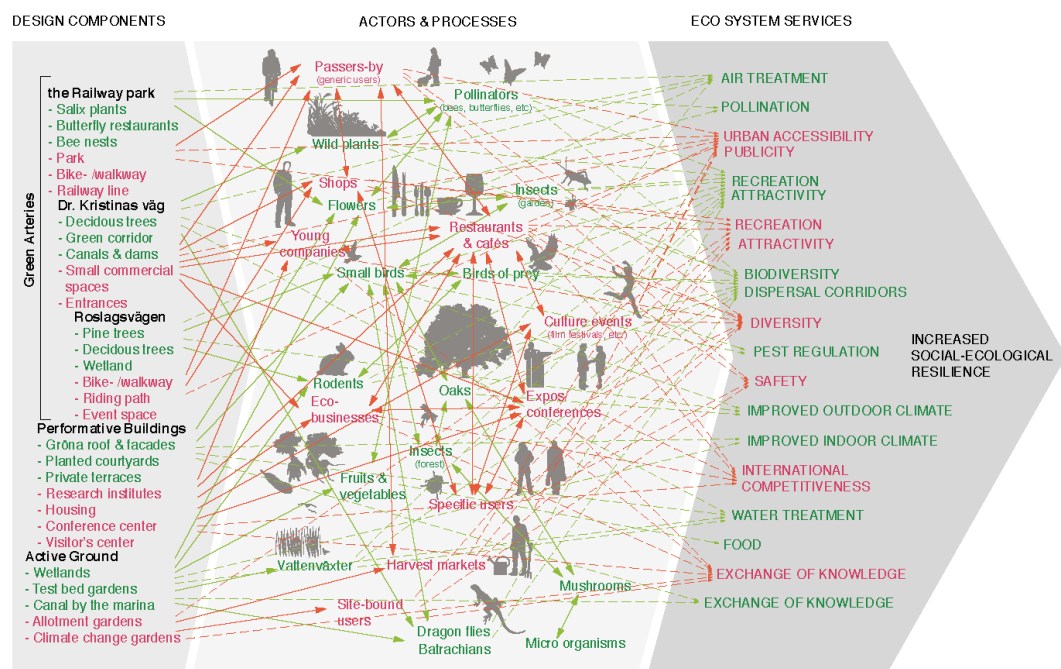 DESIGN COMPONENTS
ACTORS & PROCESSES
ECO SYSTEM SERVICES
Green Arteries
the Railway park
- Salix plants
- Butterfly restaurants
- Bee nests
- Park
- Bike- /walkway
- Railway line
Dr. Kristinas väg
- Decidous trees
- Green corridor
- Canals & dams
- Small commercial
spaces
- Entrances
Roslagsvägen
- Pine trees
- Decidous trees
- Wetland
- Bike- /walkway
- Riding path
- Event space
Performative Buildings
- Gröna roof & facades
- Planted courtyards
- Private terraces
- Research institutes
- Housing
- Conference center
- Visitor's center
Active Ground
- Wetlands
- Test bed gardens
- Canal by the marina
- Allotment gardens
- Climate change gardens
Passers-by
(generic users)
Pollinators
(bees, butterflies, etc)
Wild plants
Shops
Flowers
Insects
(garden)
Young
companies
Restaurants
& cafés
Small birds
Birds of prey
Culture events
(film festivals, etc)
Rodents
Oaks
Eco-
businesses
Expos
conferences
Insects
(forest)
Fruits &
vegetables
Specific users
Vattenväxter
Harvest markets
Mushrooms
Site-bound
users
Dragon flies
Batrachians
Micro organisms
AIR TREATMENT
POLLINATION
URBAN ACCESSIBILITY
PUBLICITY
RECREATION
ATTRACTIVITY
RECREATION
ATTRACTIVITY
BIODIVERSITY
DISPERSAL CORRIDORS
DIVERSITY
PEST REGULATION
SAFETY
IMPROVED OUTDOOR CLIMATE
IMPROVED INDOOR CLIMATE
INTERNATIONAL
COMPETITIVENESS
WATER TREATMENT
FOOD
EXCHANGE OF KNOWLEDGE
EXCHANGE OF KNOWLEDGE
INCREASED
SOCIAL-ECOLOGICAL
RESILIENCE